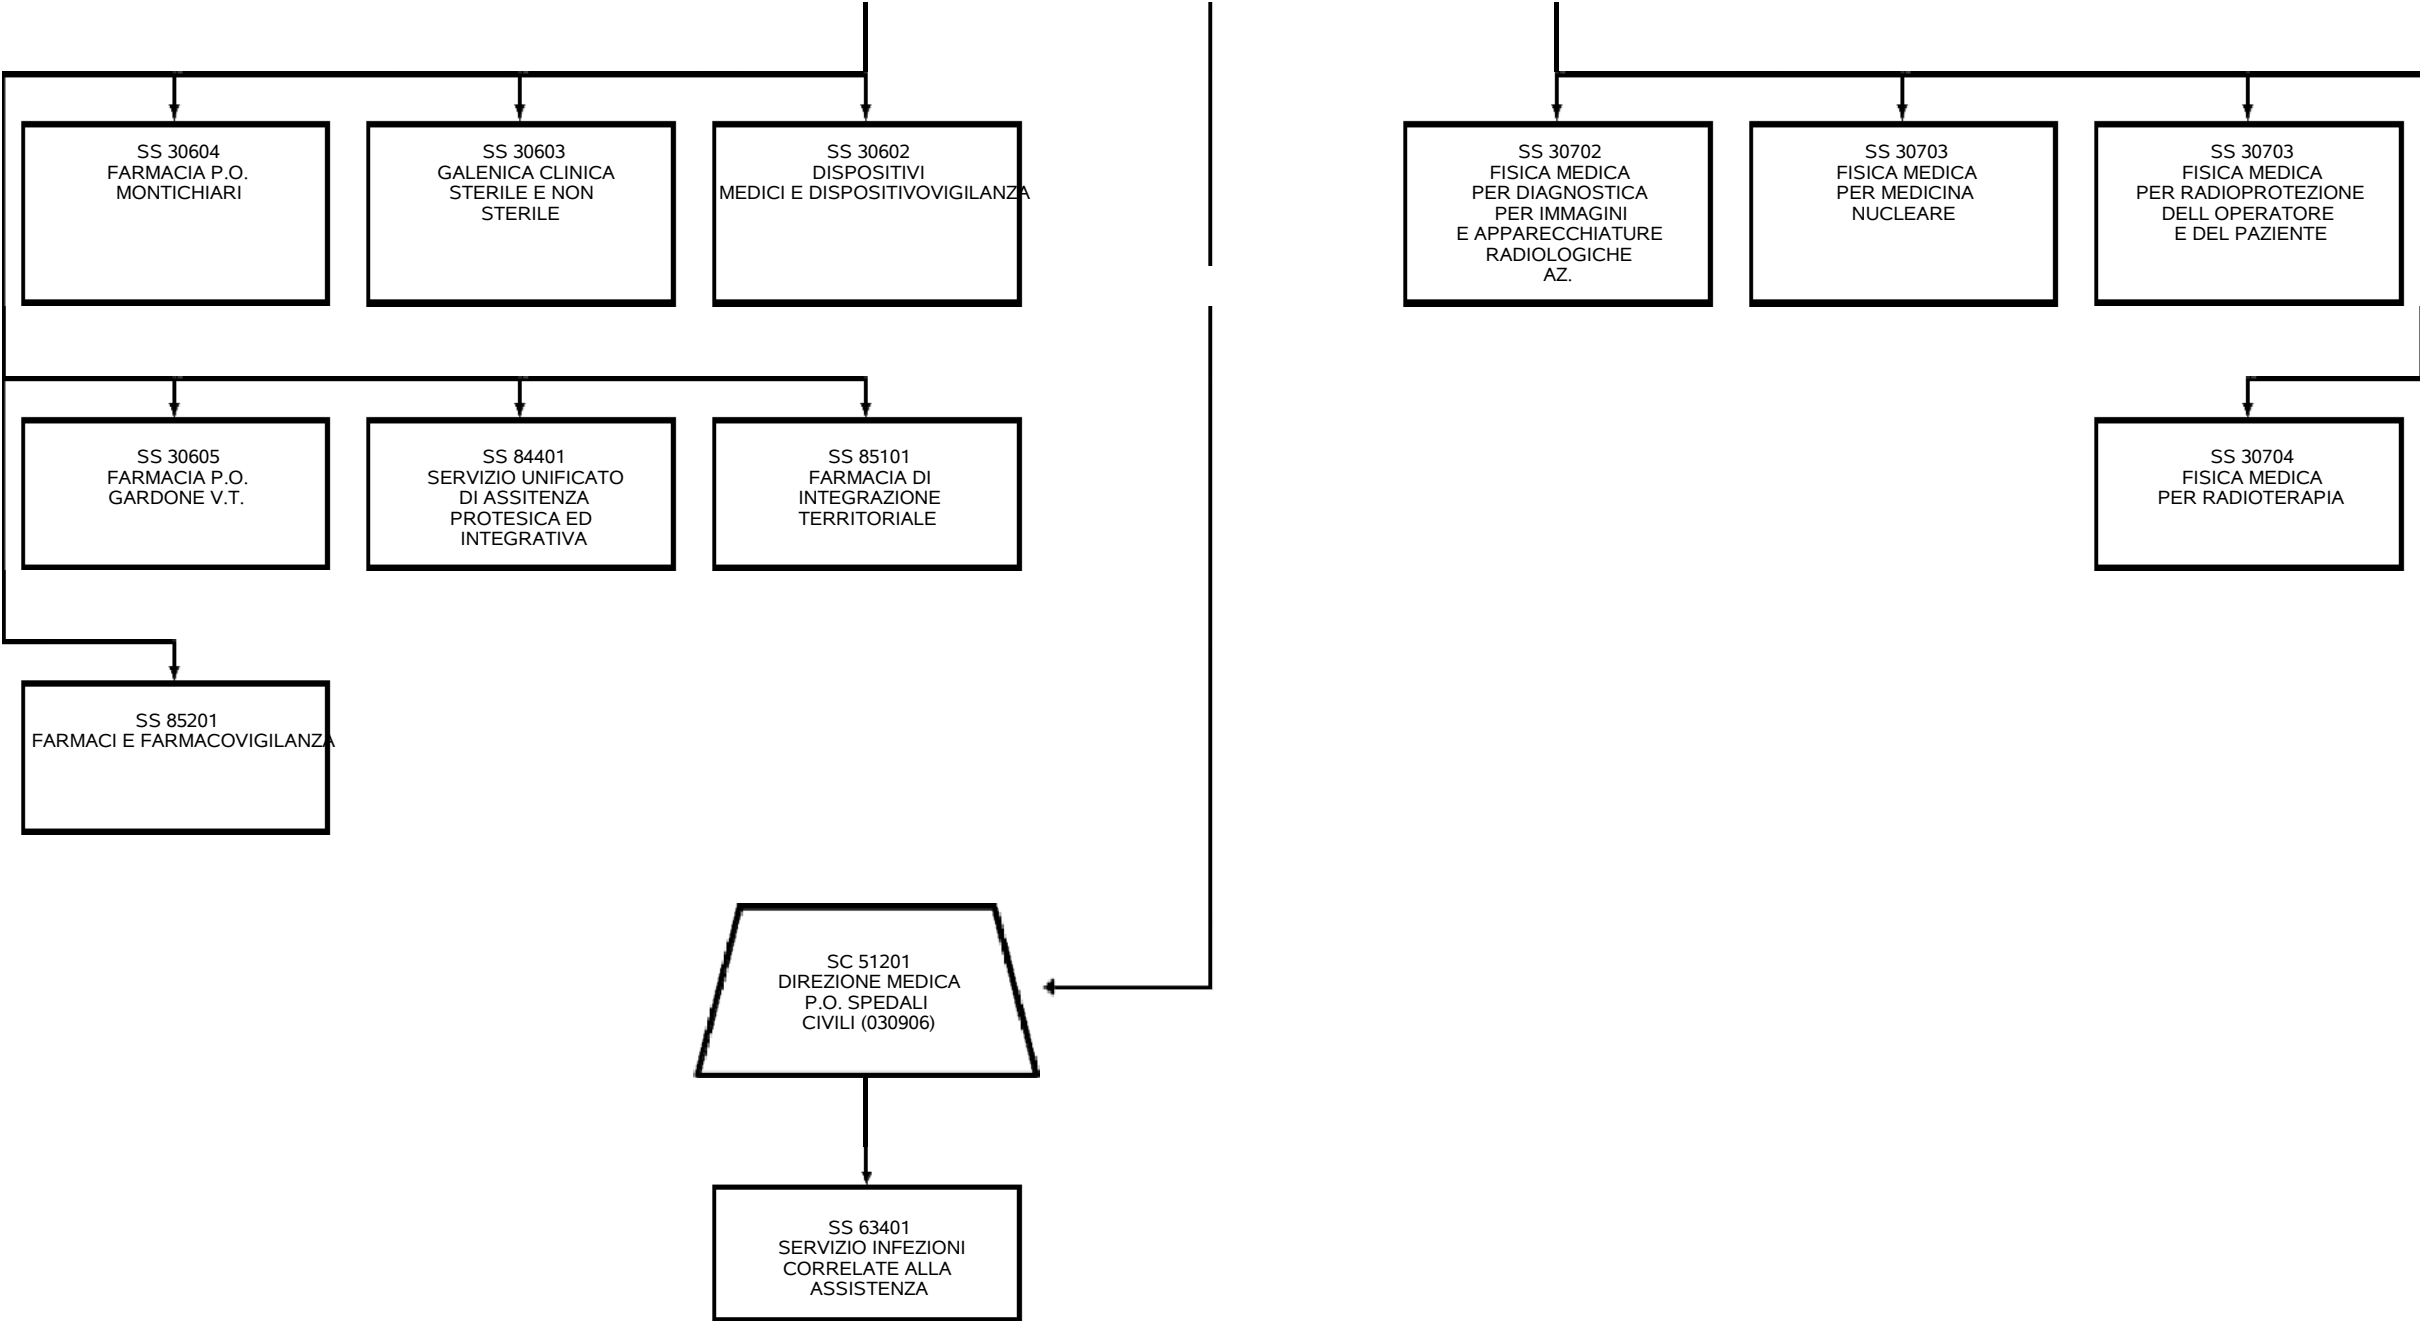 SS 30604
FARMACIA P.O.
MONTICHIARI
SS 30603
GALENICA CLINICA
STERILE E NON
STERILE
SS 30602
DISPOSITIVI
MEDICI E DISPOSITIVOVIGILANZA
SS 30702
FISICA MEDICA
PER DIAGNOSTICA
PER IMMAGINI
E APPARECCHIATURE
RADIOLOGICHE
AZ.
SS 30703
FISICA MEDICA
PER MEDICINA
NUCLEARE
SS 30703
FISICA MEDICA
PER RADIOPROTEZIONE
DELL OPERATORE
E DEL PAZIENTE
SS 30605
FARMACIA P.O.
GARDONE V.T.
SS 84401
SERVIZIO UNIFICATO
DI ASSITENZA
PROTESICA ED
INTEGRATIVA
SS 85101
FARMACIA DI
INTEGRAZIONE
TERRITORIALE
SS 30704
FISICA MEDICA
PER RADIOTERAPIA
SS 85201
FARMACI E FARMACOVIGILANZA
SC 51201
DIREZIONE MEDICA
P.O. SPEDALI
CIVILI (030906)
SS 63401
SERVIZIO INFEZIONI
CORRELATE ALLA
ASSISTENZA